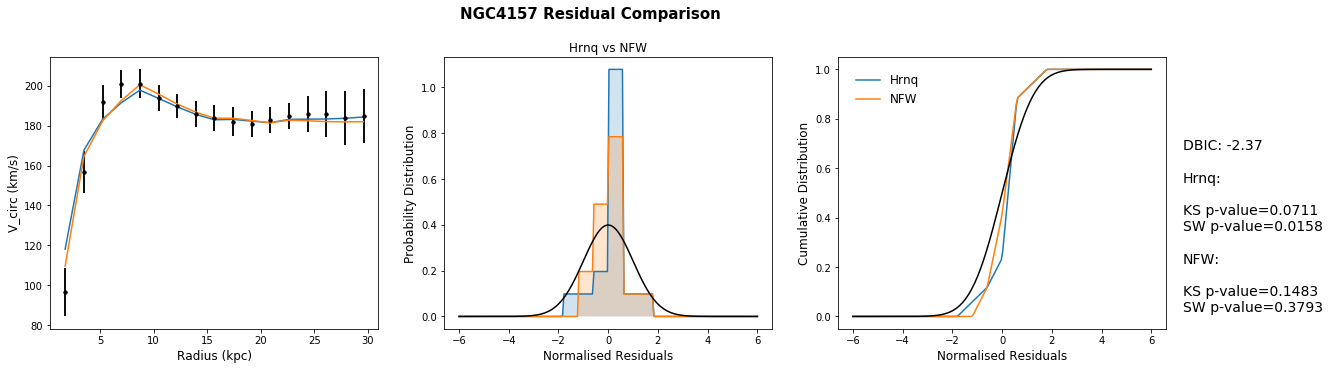 NGC4157 Residual Comparison
V_circ (km/s)
200
180
160
140
120
100
80
5
10
15
20
25
30
Radius (kpc)
Hrnq vs NFW
Probability Distribution
1.0
0.8
0.6
0.4
0.2
0.0
−6
−4
−2
0
2
4
6
Normalised Residuals
Cumulative Distribution
1.0
0.8
0.6
0.4
0.2
0.0
Hrnq
NFW
−6
−4
−2
0
2
4
6
Normalised Residuals
DBIC: -2.37
Hrnq:
KS p-value=0.0711
SW p-value=0.0158
NFW:
KS p-value=0.1483
SW p-value=0.3793